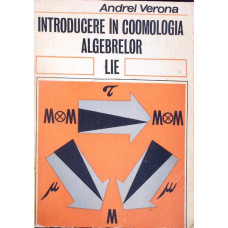 Andrei Verona
INTRODUCERE ÎN COOMOLOGIA
ALGEBRELOR
LIE
τ
M⊗M M⊗M
μ μ
M